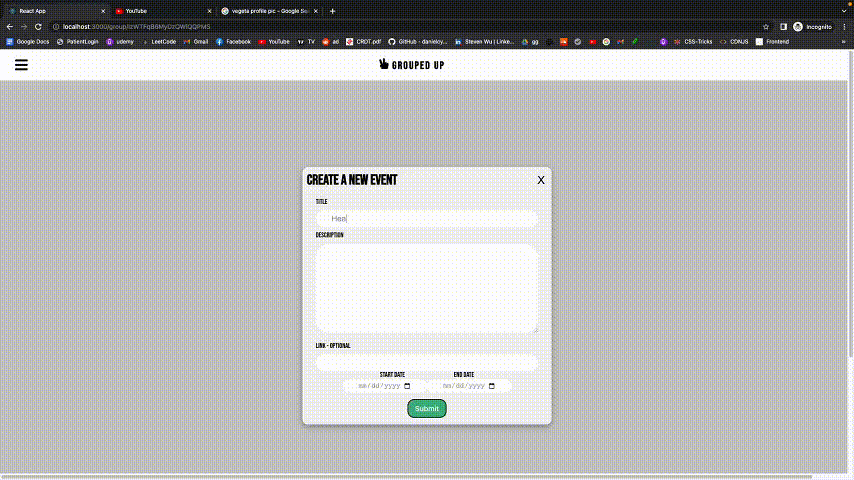 React App
YouTube
vegeta profile pic - Google Se
localhost:3000/group/
Incognito
Google Docs
PatientLogin
udemy
LeetCode
Gmail
Facebook
YouTube
TV
ad
CRDT.pdf
GitHub - danielcy...
Steven Wu | Linke...
gg
CSS-Tricks
CDNJS
Frontend
GROUPED UP
CREATE A NEW EVENT
X
TITLE
Hea
DESCRIPTION
LINK - OPTIONAL
START DATE
END DATE
mm/dd/yyyy
mm/dd/yyyy
Submit